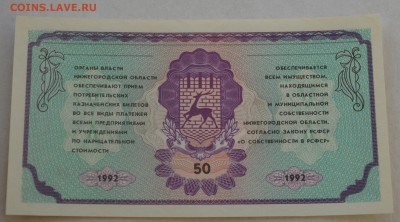 COINS.LAVE.RU
ОРГАНЫ ВЛАСТИ
НИЖЕГОРОДСКОЙ ОБЛАСТИ
ОБЕСПЕЧИВАЮТ ПРИЕМ
ПОТРЕБИТЕЛЬСКИХ
КАЗНАЧЕЙСКИХ БИЛЕТОВ
ВО ВСЕ ВИДЫ ПЛАТЕЖЕЙ
ВСЕМИ ПРЕДПРИЯТИЯМИ
И УЧРЕЖДЕНИЯМИ
ПО НАРИЦАТЕЛЬНОЙ
СТОИМОСТИ
ОБЕСПЕЧИВАЕТСЯ
ВСЕМ ИМУЩЕСТВОМ,
НАХОДЯЩИМСЯ
В ОБЛАСТНОЙ
И МУНИЦИПАЛЬНОЙ
СОБСТВЕННОСТИ
НИЖЕГОРОДСКОЙ ОБЛАСТИ,
СОГЛАСНО ЗАКОНУ РСФСР
"О СОБСТВЕННОСТИ В РСФСР"
1992
50
1992